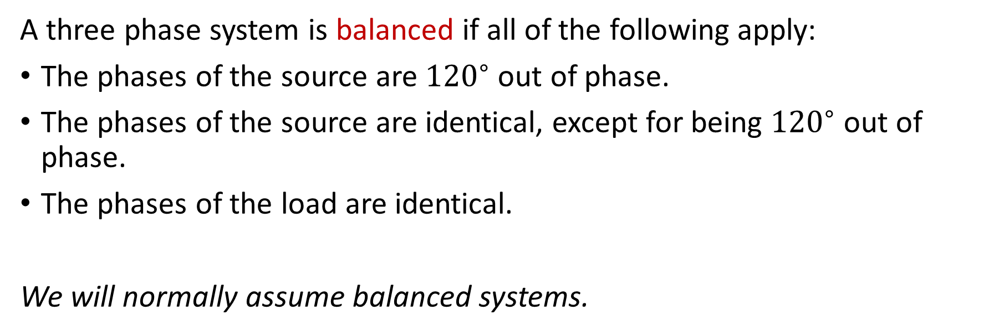 A three phase system is balanced if all of the following apply:
• The phases of the source are 120° out of phase.
• The phases of the source are identical, except for being 120° out of
phase.
• The phases of the load are identical.
We will normally assume balanced systems.